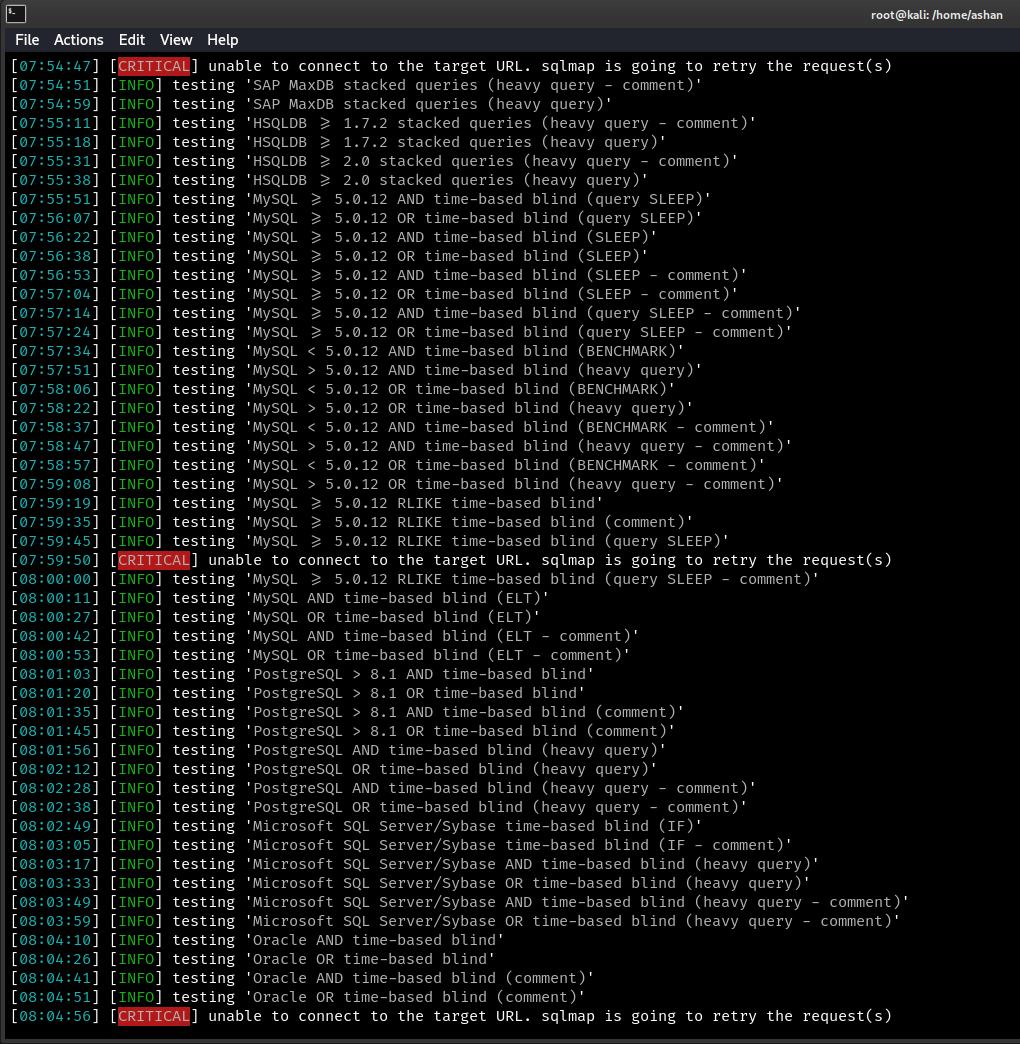 root@kali: /home/ashan
File Actions Edit View Help
[07:54:47] [CRITICAL] unable to connect to the target URL. sqlmap is going to retry the request(s)
[07:54:51] [INFO] testing 'SAP MaxDB stacked queries (heavy query - comment)'
[07:54:59] [INFO] testing 'SAP MaxDB stacked queries (heavy query)'
[07:55:11] [INFO] testing 'HSQLDB ≥ 1.7.2 stacked queries (heavy query - comment)'
[07:55:18] [INFO] testing 'HSQLDB ≥ 1.7.2 stacked queries (heavy query)'
[07:55:31] [INFO] testing 'HSQLDB ≥ 2.0 stacked queries (heavy query - comment)'
[07:55:38] [INFO] testing 'HSQLDB ≥ 2.0 stacked queries (heavy query)'
[07:55:51] [INFO] testing 'MySQL ≥ 5.0.12 AND time-based blind (query SLEEP)'
[07:56:07] [INFO] testing 'MySQL ≥ 5.0.12 OR time-based blind (query SLEEP)'
[07:56:22] [INFO] testing 'MySQL ≥ 5.0.12 AND time-based blind (SLEEP)'
[07:56:38] [INFO] testing 'MySQL ≥ 5.0.12 OR time-based blind (SLEEP)'
[07:56:53] [INFO] testing 'MySQL ≥ 5.0.12 AND time-based blind (SLEEP - comment)'
[07:57:04] [INFO] testing 'MySQL ≥ 5.0.12 OR time-based blind (SLEEP - comment)'
[07:57:14] [INFO] testing 'MySQL ≥ 5.0.12 AND time-based blind (query SLEEP - comment)'
[07:57:24] [INFO] testing 'MySQL ≥ 5.0.12 OR time-based blind (query SLEEP - comment)'
[07:57:34] [INFO] testing 'MySQL < 5.0.12 AND time-based blind (BENCHMARK)'
[07:57:51] [INFO] testing 'MySQL > 5.0.12 AND time-based blind (heavy query)'
[07:58:06] [INFO] testing 'MySQL < 5.0.12 OR time-based blind (BENCHMARK)'
[07:58:22] [INFO] testing 'MySQL > 5.0.12 OR time-based blind (heavy query)'
[07:58:37] [INFO] testing 'MySQL < 5.0.12 AND time-based blind (BENCHMARK - comment)'
[07:58:47] [INFO] testing 'MySQL > 5.0.12 AND time-based blind (heavy query - comment)'
[07:58:57] [INFO] testing 'MySQL < 5.0.12 OR time-based blind (BENCHMARK - comment)'
[07:59:08] [INFO] testing 'MySQL > 5.0.12 OR time-based blind (heavy query - comment)'
[07:59:19] [INFO] testing 'MySQL ≥ 5.0.12 RLIKE time-based blind'
[07:59:35] [INFO] testing 'MySQL ≥ 5.0.12 RLIKE time-based blind (comment)'
[07:59:45] [INFO] testing 'MySQL ≥ 5.0.12 RLIKE time-based blind (query SLEEP)'
[07:59:50] [CRITICAL] unable to connect to the target URL. sqlmap is going to retry the request(s)
[08:00:00] [INFO] testing 'MySQL ≥ 5.0.12 RLIKE time-based blind (query SLEEP - comment)'
[08:00:11] [INFO] testing 'MySQL AND time-based blind (ELT)'
[08:00:27] [INFO] testing 'MySQL OR time-based blind (ELT)'
[08:00:42] [INFO] testing 'MySQL AND time-based blind (ELT - comment)'
[08:00:53] [INFO] testing 'MySQL OR time-based blind (ELT - comment)'
[08:01:03] [INFO] testing 'PostgreSQL > 8.1 AND time-based blind'
[08:01:20] [INFO] testing 'PostgreSQL > 8.1 OR time-based blind'
[08:01:35] [INFO] testing 'PostgreSQL > 8.1 AND time-based blind (comment)'
[08:01:45] [INFO] testing 'PostgreSQL > 8.1 OR time-based blind (comment)'
[08:01:56] [INFO] testing 'PostgreSQL AND time-based blind (heavy query)'
[08:02:12] [INFO] testing 'PostgreSQL OR time-based blind (heavy query)'
[08:02:28] [INFO] testing 'PostgreSQL AND time-based blind (heavy query - comment)'
[08:02:38] [INFO] testing 'PostgreSQL OR time-based blind (heavy query - comment)'
[08:02:49] [INFO] testing 'Microsoft SQL Server/Sybase time-based blind (IF)'
[08:03:05] [INFO] testing 'Microsoft SQL Server/Sybase time-based blind (IF - comment)'
[08:03:17] [INFO] testing 'Microsoft SQL Server/Sybase AND time-based blind (heavy query)'
[08:03:33] [INFO] testing 'Microsoft SQL Server/Sybase OR time-based blind (heavy query)'
[08:03:49] [INFO] testing 'Microsoft SQL Server/Sybase AND time-based blind (heavy query - comment)'
[08:03:59] [INFO] testing 'Microsoft SQL Server/Sybase OR time-based blind (heavy query - comment)'
[08:04:10] [INFO] testing 'Oracle AND time-based blind'
[08:04:26] [INFO] testing 'Oracle OR time-based blind'
[08:04:41] [INFO] testing 'Oracle AND time-based blind (comment)'
[08:04:51] [INFO] testing 'Oracle OR time-based blind (comment)'
[08:04:56] [CRITICAL] unable to connect to the target URL. sqlmap is going to retry the request(s)